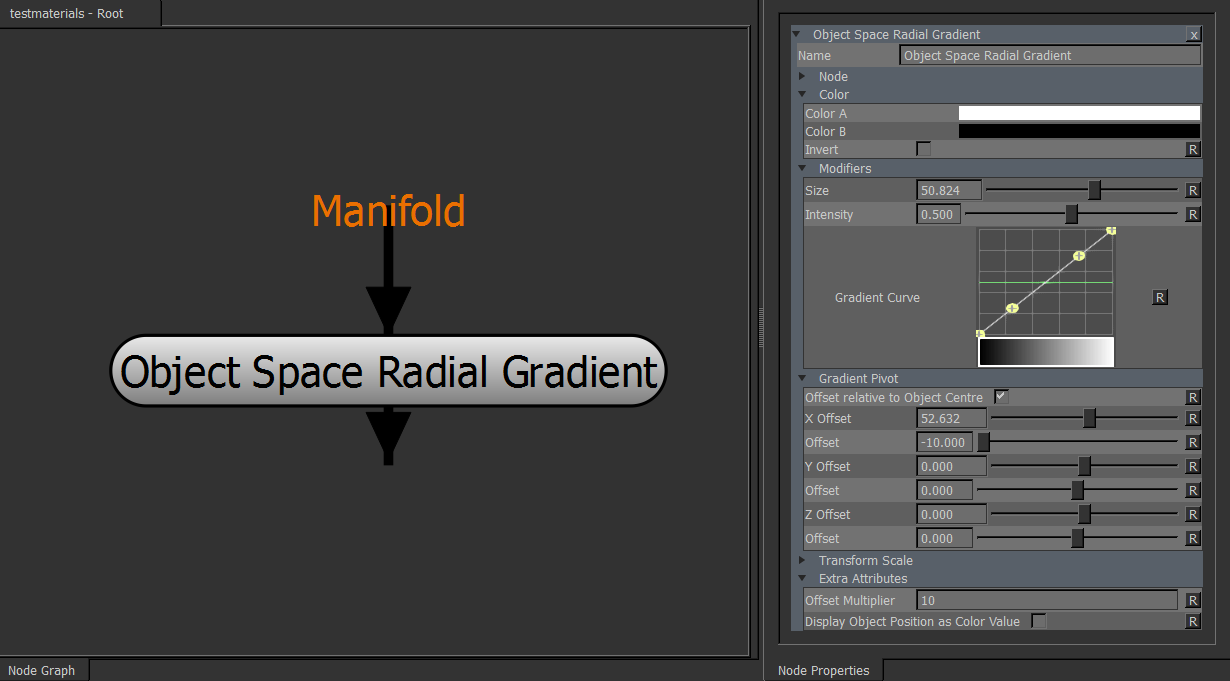 testmaterials - Root
Manifold
Object Space Radial Gradient
Node Graph
Object Space Radial Gradient x
Name Object Space Radial Gradient
Node
Color
Color A
Color B
Invert R
Modifiers
Size 50.824 R
Intensity 0.500 R
Gradient Curve R
Gradient Pivot
Offset relative to Object Centre R
X Offset 52.632 R
Offset -10.000 R
Y Offset 0.000 R
Offset 0.000 R
Z Offset 0.000 R
Offset 0.000 R
Transform Scale
Extra Attributes
Offset Multiplier 10 R
Display Object Position as Color Value R
Node Properties